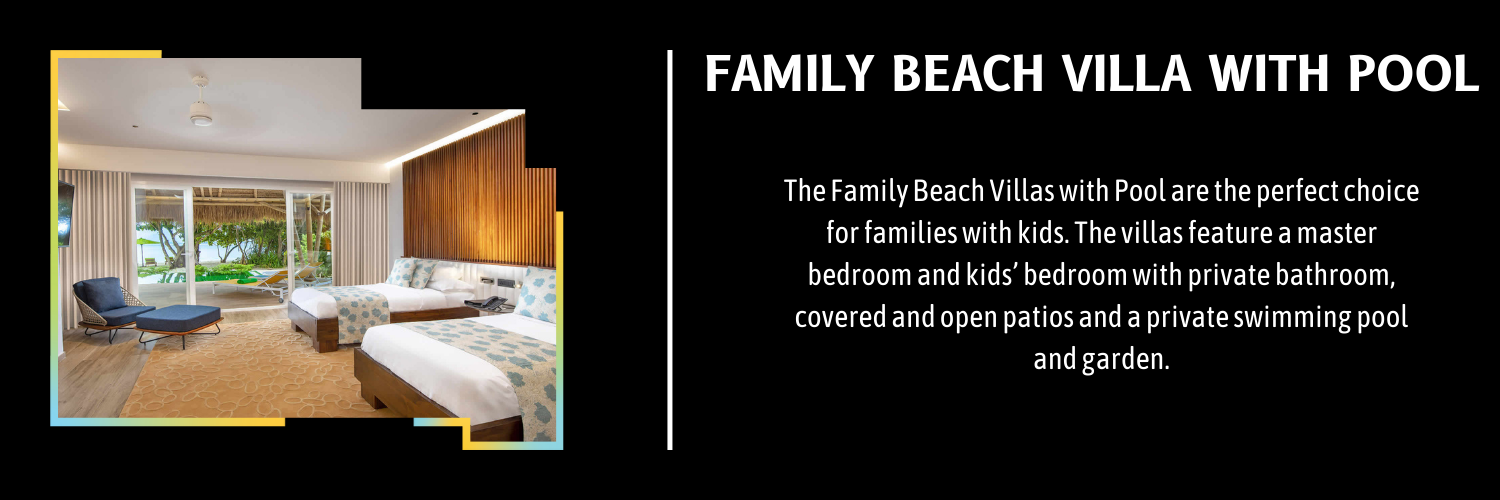 FAMILY BEACH VILLA WITH POOL
The Family Beach Villas with Pool are the perfect choice
for families with kids. The villas feature a master
bedroom and kids’ bedroom with private bathroom,
covered and open patios and a private swimming pool
and garden.